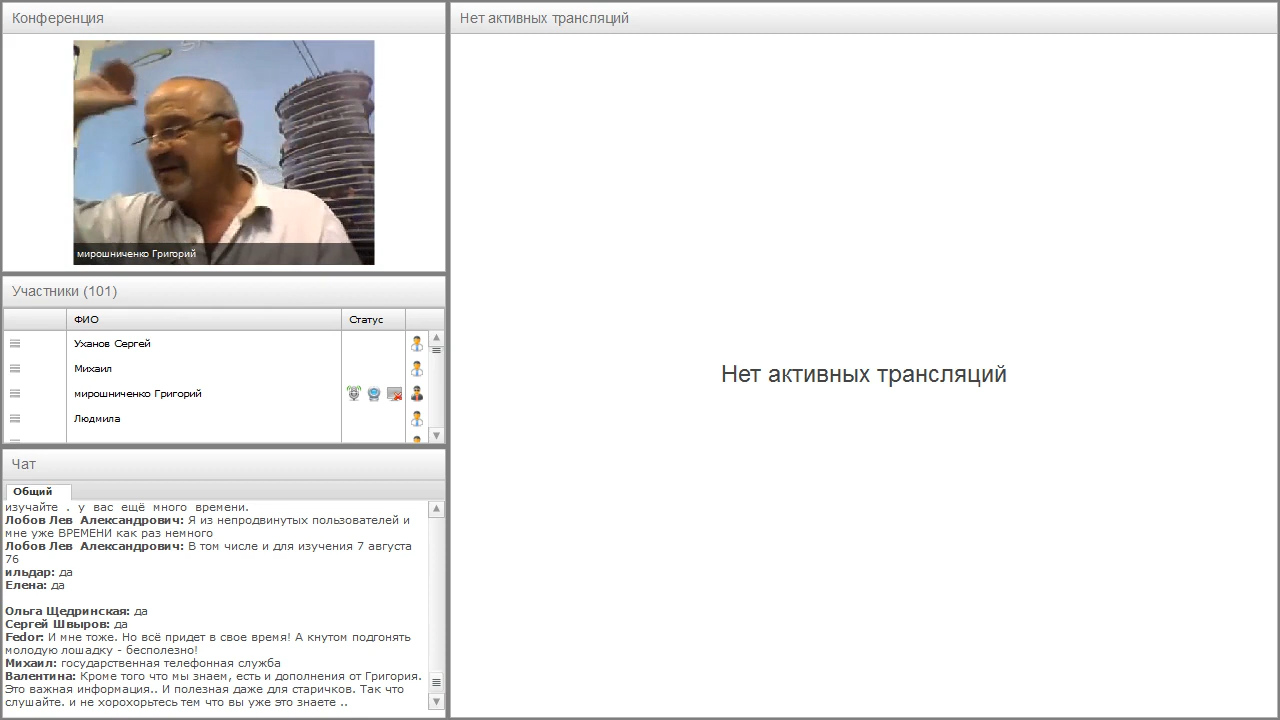 Конференция
Нет активных трансляций
мирошниченко Григорий
Участники (101)
ФИО
Статус
Уханов Сергей
Михаил
мирошниченко Григорий
Людмила
Чат
Общий
изучайте . у вас ещё много времени.
Лобов Лев Александрович: Я из непродвинутых пользователей и
мне уже ВРЕМЕНИ как раз немного
Лобов Лев Александрович: В том числе и для изучения 7 августа
76
ильдар: да
Елена: да
Ольга Щедринская: да
Сергей Швыров: да
Fedor: И мне тоже. Но всё придет в свое время! А кнутом подгонять
молодую лошадку - бесполезно!
Михаил: государственная телефонная служба
Валентина: Кроме того что мы знаем, есть и дополнения от Григория.
Это важная информация.. И полезная даже для старичков. Так что
слушайте. и не хорохорьтесь тем что вы уже это знаете ..
Нет активных трансляций